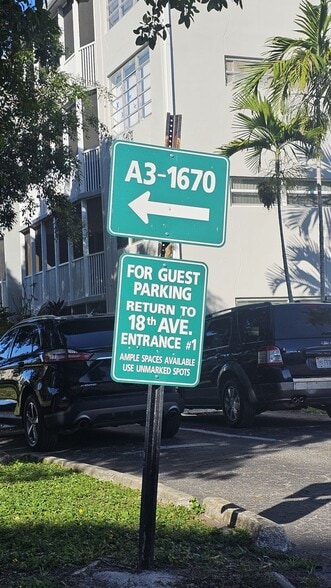 A3-1670
FOR GUEST
PARKING
RETURN TO
18th AVE.
ENTRANCE #1
AMPLE SPACES AVAILABLE
USE UNMARKED SPOTS